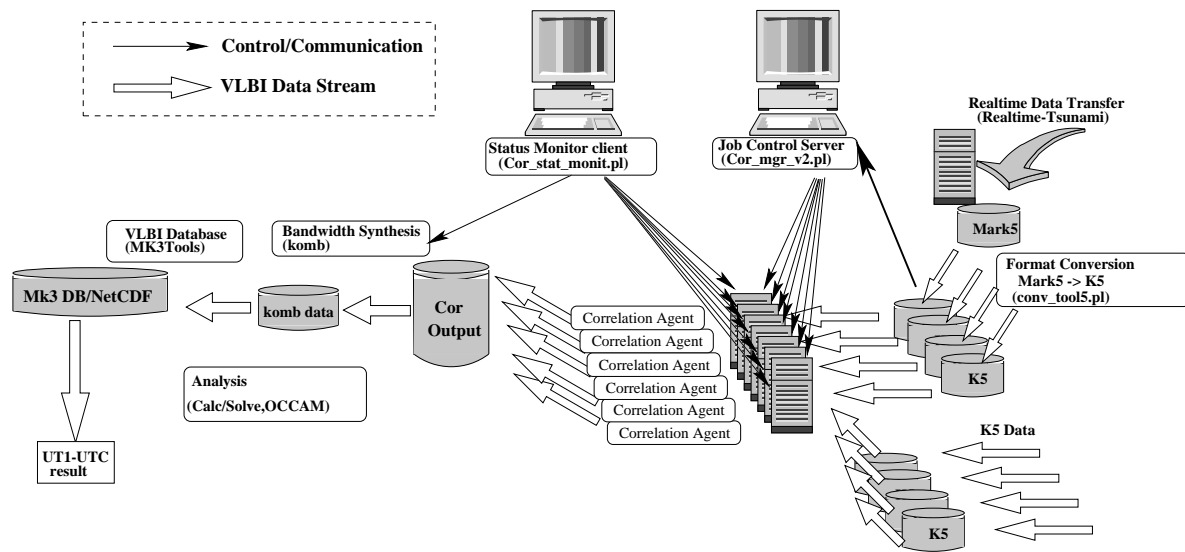 Control/Communication
VLBI Data Stream
Status Monitor client
(Cor_stat_monit.pl)
Job Control Server
(Cor_mgr_v2.pl)
Realtime Data Transfer
(Realtime-Tsunami)
Mark5
Format Conversion
Mark5 -> K5
(conv_tool5.pl)
VLBI Database
(MK3Tools)
Bandwidth Synthesis
(komb)
Mk3 DB/NetCDF
komb data
Cor
Output
Correlation Agent
Correlation Agent
Correlation Agent
Correlation Agent
Correlation Agent
Correlation Agent
K5
Analysis
(Calc/Solve,OCCAM)
UT1-UTC
result
K5 Data
K5